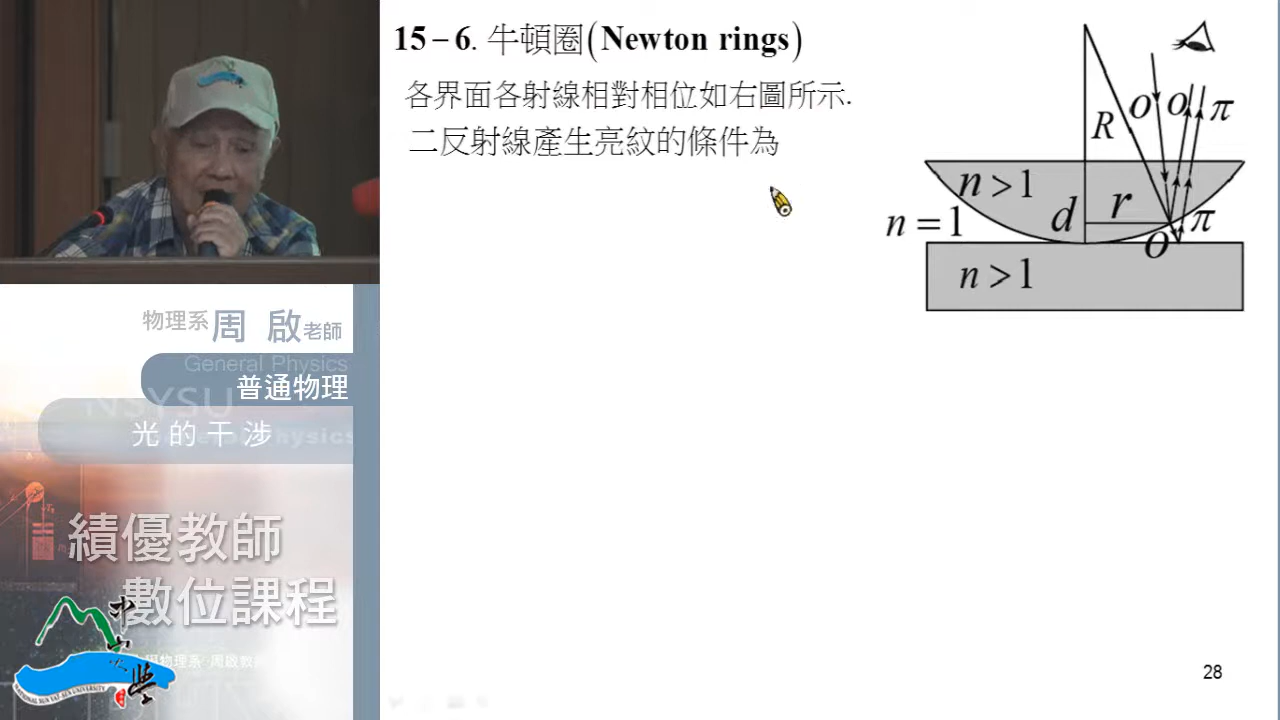 15－6. 牛頓圈(Newton rings)
各界面各射線相對相位如右圖所示.
二反射線產生亮紋的條件為
R
o
o
π
n > 1
n = 1
d
r
π
o
n > 1
物理系周 啟老師
General Physics
普通物理
NSYSU
光的干涉
績優教師
數位課程
28